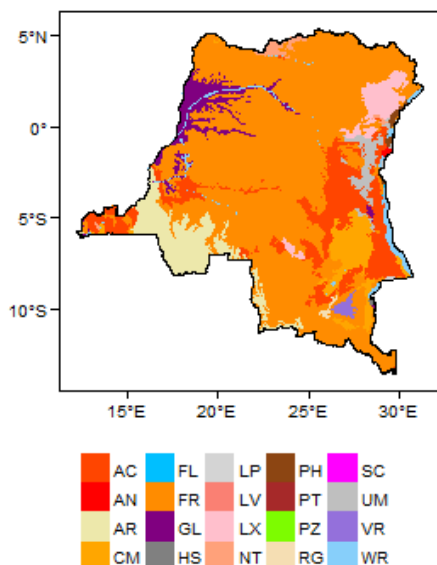 5°N
0°
5°S
10°S
15°E 20°E 25°E 30°E
AC FL LP PH SC
AN FR LV PT UM
AR GL LX PZ VR
CM HS NT RG WR